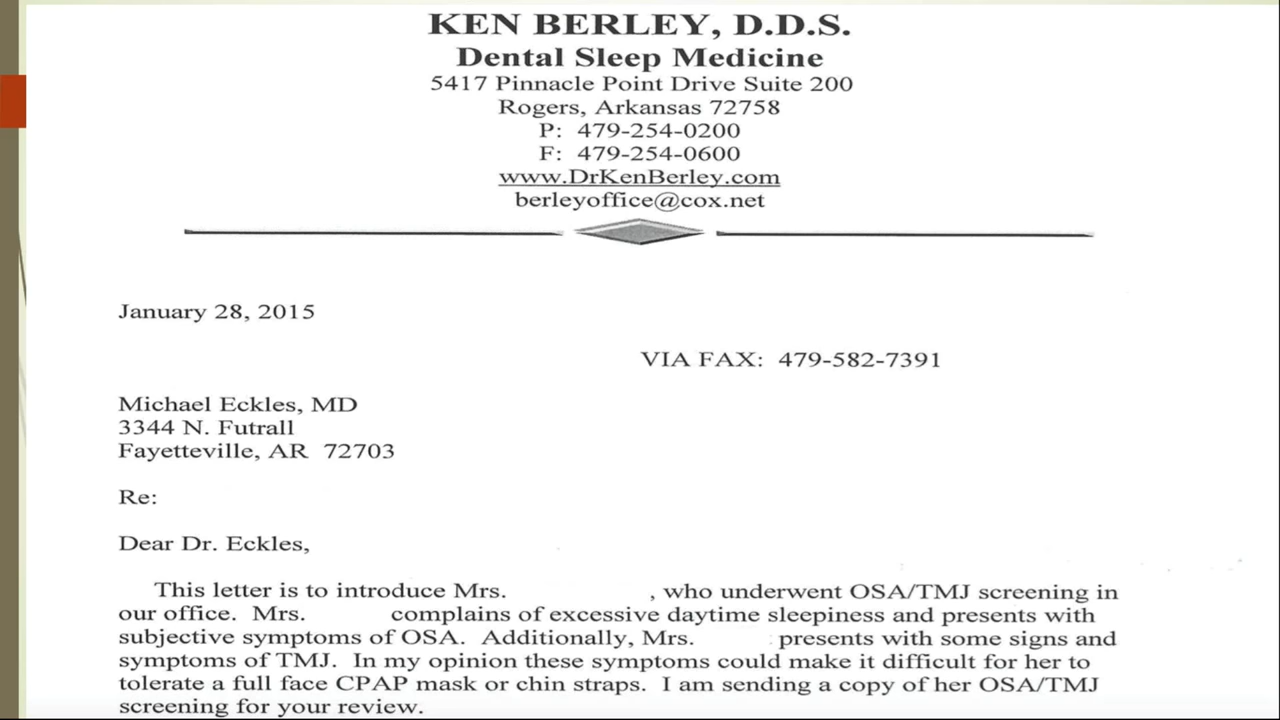 KEN BERLEY, D.D.S.
Dental Sleep Medicine
5417 Pinnacle Point Drive Suite 200
Rogers, Arkansas 72758
P: 479-254-0200
F: 479-254-0600
www.DrKenBerley.com
berleyoffice@cox.net
January 28, 2015
VIA FAX: 479-582-7391
Michael Eckles, MD
3344 N. Futrall
Fayetteville, AR 72703
Re:
Dear Dr. Eckles,
This letter is to introduce Mrs. , who underwent OSA/TMJ screening in
our office. Mrs. complains of excessive daytime sleepiness and presents with
subjective symptoms of OSA. Additionally, Mrs. presents with some signs and
symptoms of TMJ. In my opinion these symptoms could make it difficult for her to
tolerate a full face CPAP mask or chin straps. I am sending a copy of her OSA/TMJ
screening for your review.